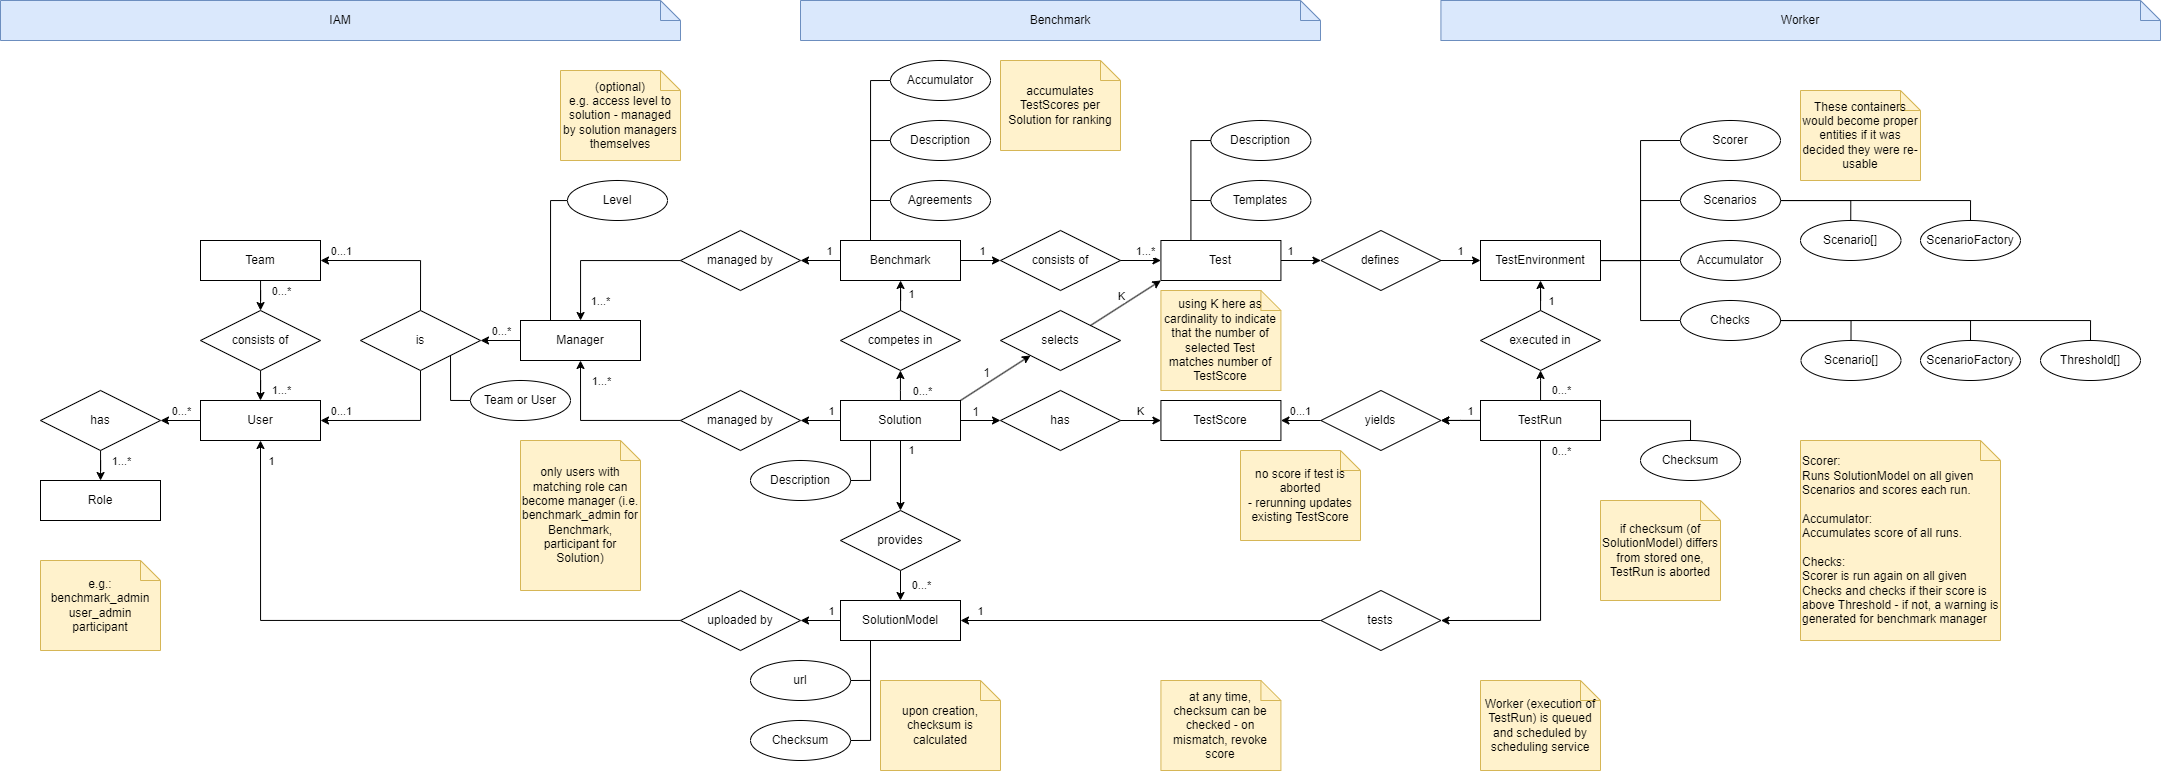 IAM
Benchmark
Worker
(optional)
e.g. access level to
solution - managed
by solution managers
themselves
Accumulator
accumulates
TestScores per
Solution for ranking
Description
Agreements
Description
Templates
Scorer
Scenarios
Accumulator
Checks
These containers
would become proper
entities if it was
decided they were re-
usable
Scenario[]
ScenarioFactory
Scenario[]
ScenarioFactory
Threshold[]
Level
Team
0...1
0...*
consists of
1...*
is
0...*
Manager
Team or User
0...1
managed by
1
1...*
Benchmark
1
consists of
1...*
Test
1
defines
1
TestEnvironment
1
competes in
0...*
selects
K
1
using K here as
cardinality to indicate
that the number of
selected Test
matches number of
TestScore
1
executed in
0...*
has
0...*
User
1
1...*
Role
1...*
managed by
1
Solution
1
has
K
TestScore
0...1
yields
1
TestRun
0...*
Checksum
Description
1
provides
0...*
only users with
matching role can
become manager (i.e.
benchmark_admin for
Benchmark,
participant for
Solution)
no score if test is
aborted
- rerunning updates
existing TestScore
if checksum (of
SolutionModel) differs
from stored one,
TestRun is aborted
Scorer:
Runs SolutionModel on all given
Scenarios and scores each run.
Accumulator:
Accumulates score of all runs.
Checks:
Scorer is run again on all given
Checks and checks if their score is
above Threshold - if not, a warning is
generated for benchmark manager
e.g.:
benchmark_admin
user_admin
participant
uploaded by
1
SolutionModel
1
tests
url
Checksum
upon creation,
checksum is
calculated
at any time,
checksum can be
checked - on
mismatch, revoke
score
Worker (execution of
TestRun) is queued
and scheduled by
scheduling service